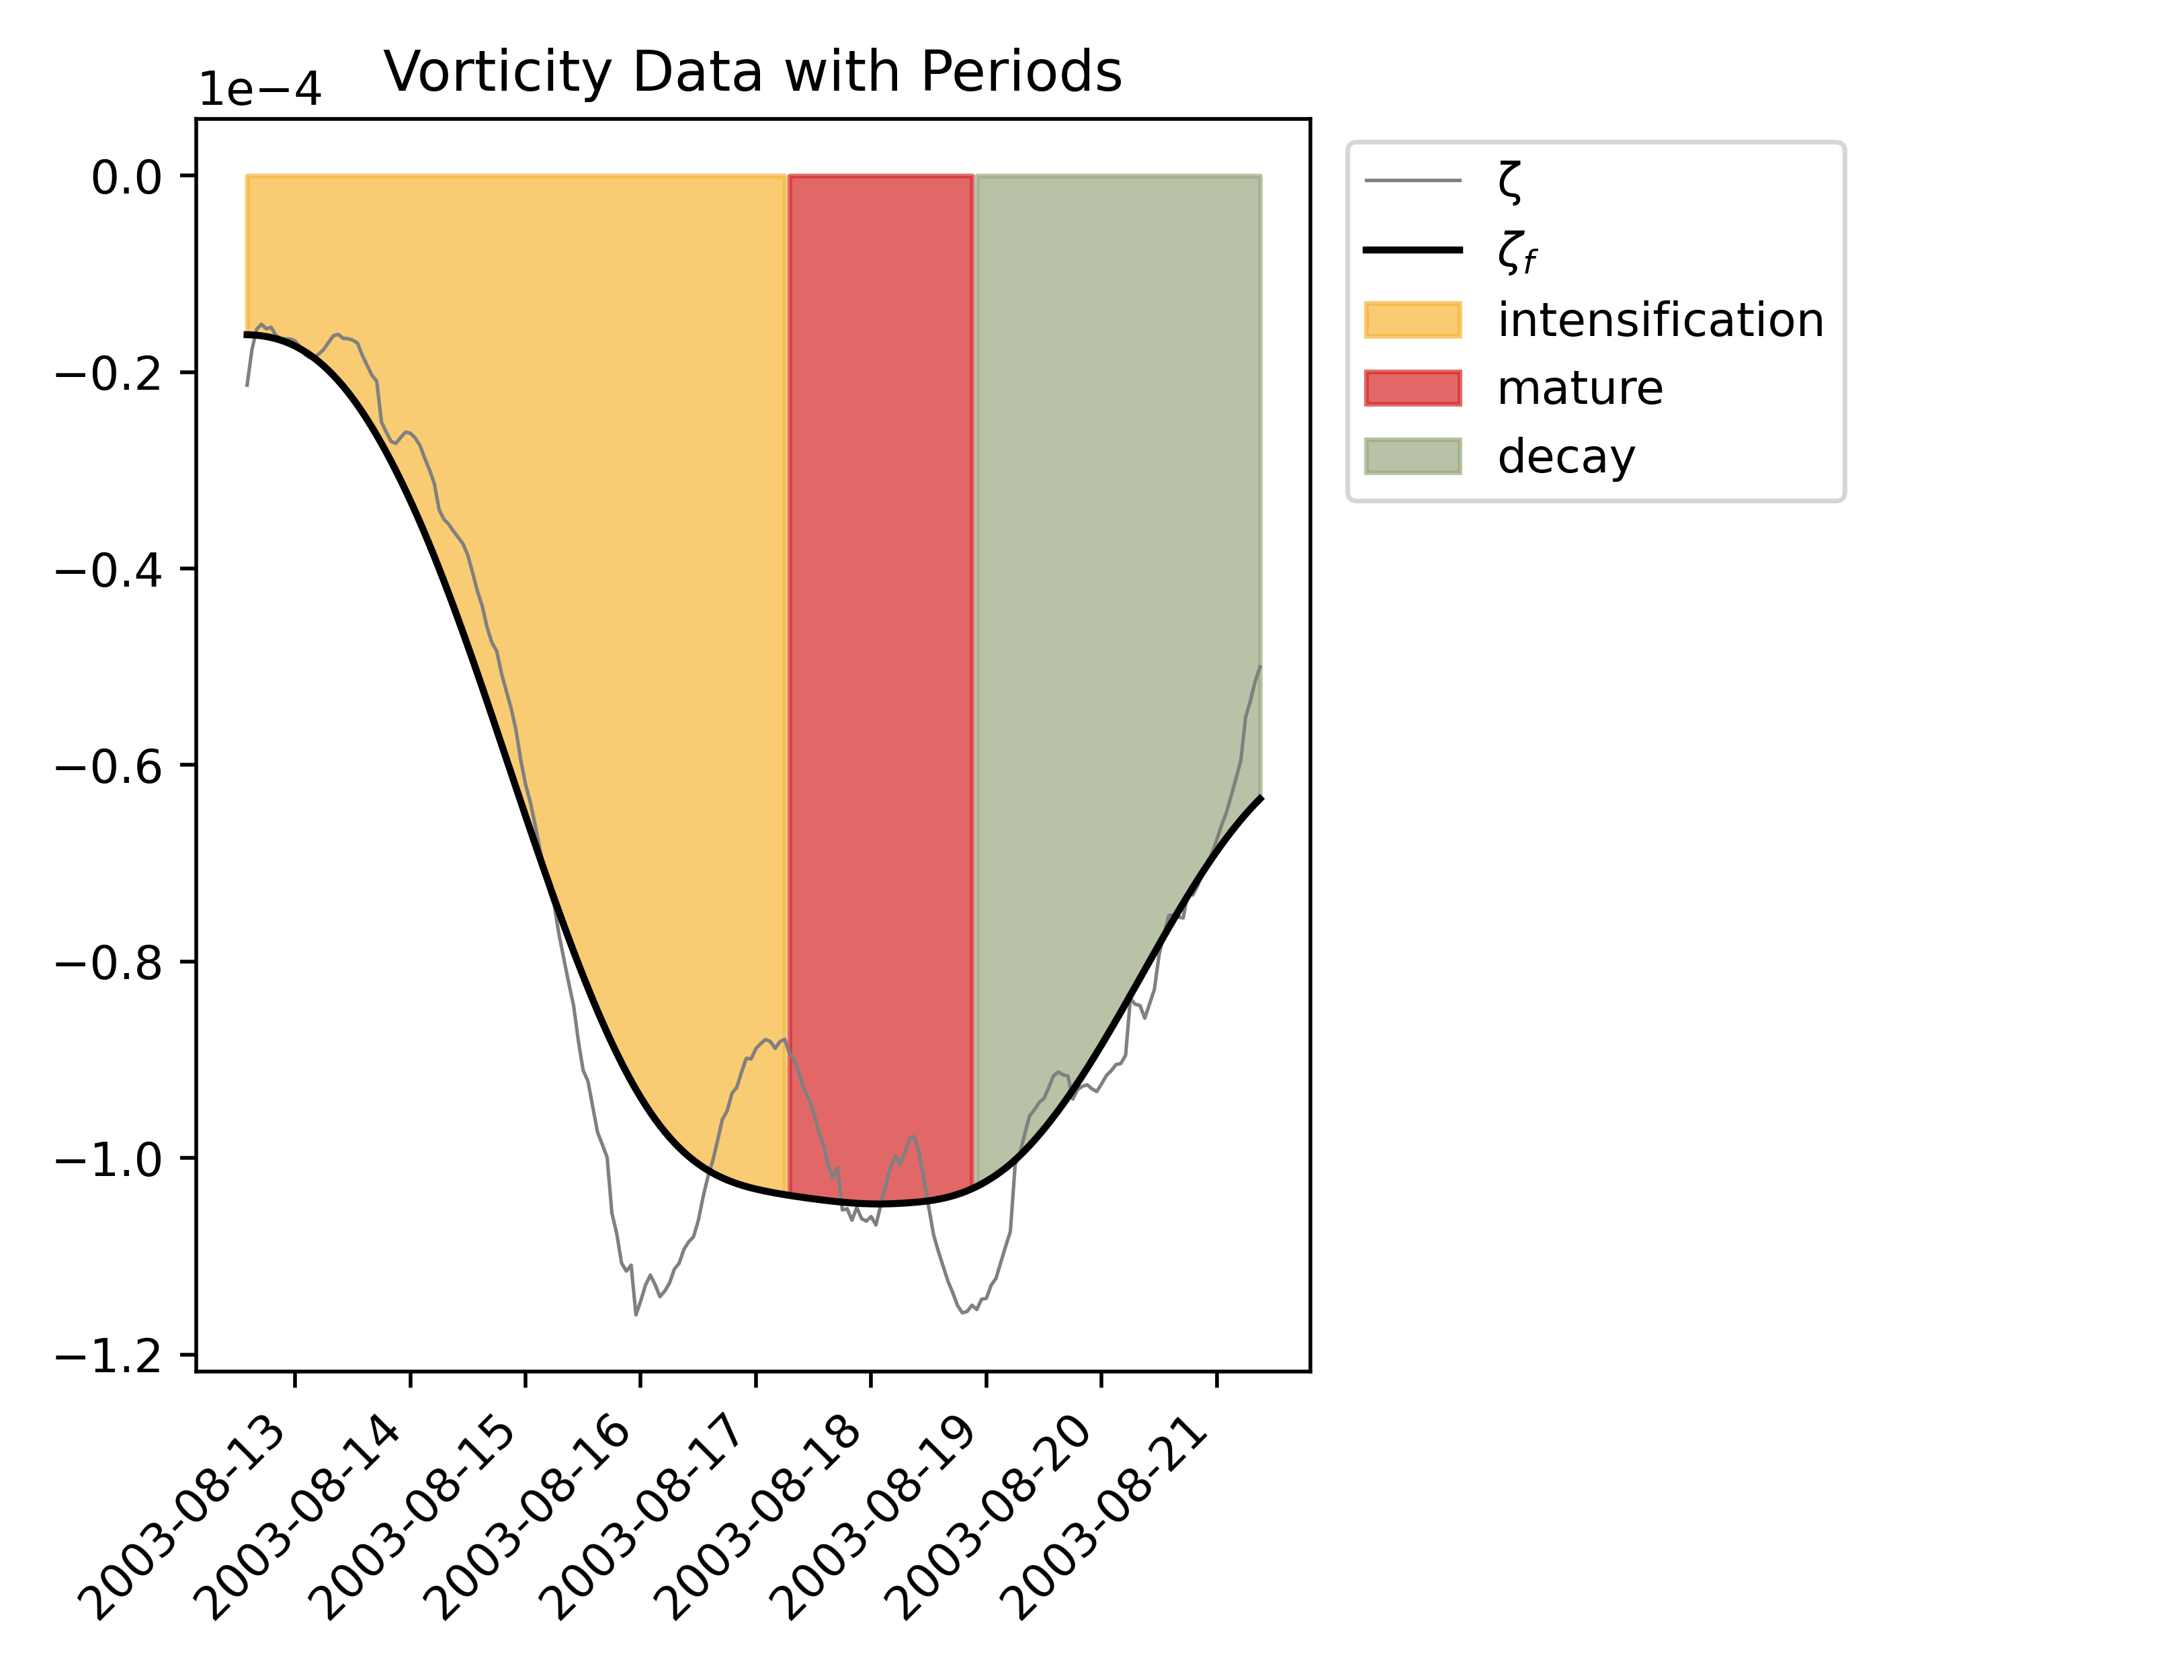 Vorticity Data with Periods
1e−4
0.0
−0.2
−0.4
−0.6
−0.8
−1.0
−1.2
2003-08-13
2003-08-14
2003-08-15
2003-08-16
2003-08-17
2003-08-18
2003-08-19
2003-08-20
2003-08-21
ζ
ζf
intensification
mature
decay